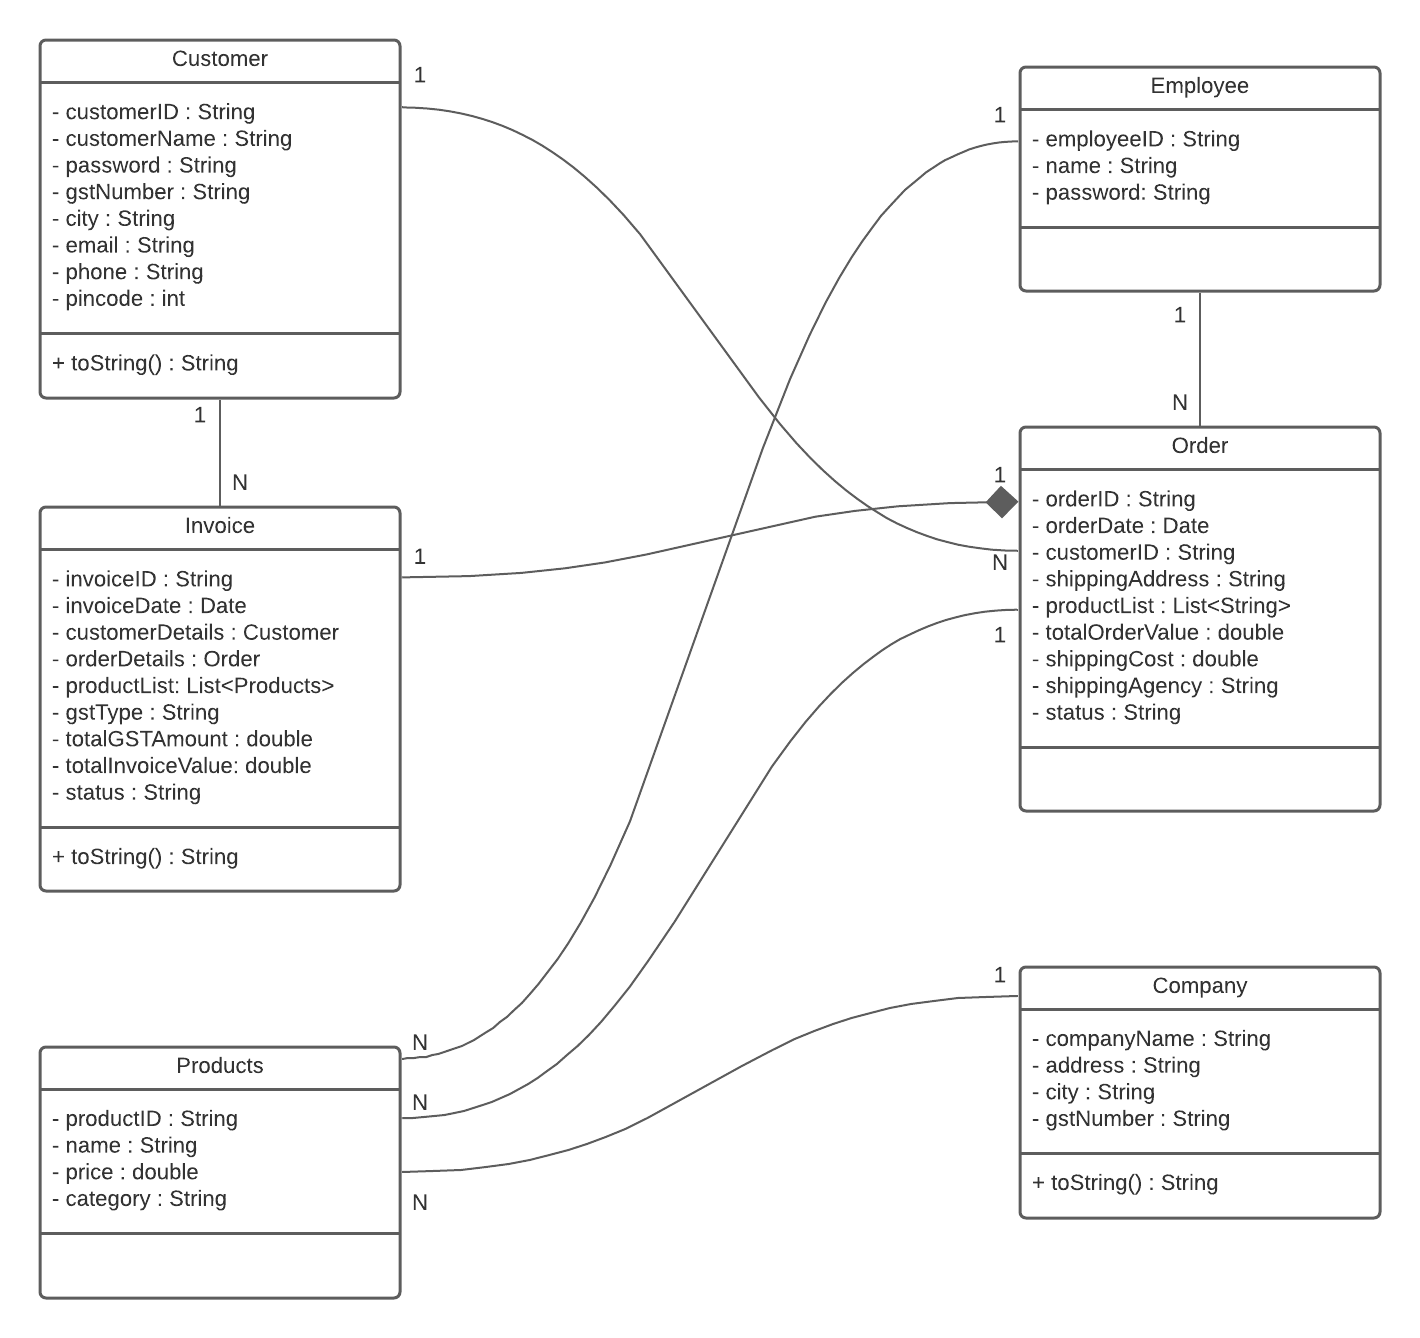 Customer
- customerID : String
- customerName : String
- password : String
- gstNumber : String
- city : String
- email : String
- phone : String
- pincode : int
+ toString() : String
1
1
N
Invoice
- invoiceID : String
- invoiceDate : Date
- customerDetails : Customer
- orderDetails : Order
- productList: List<Products>
- gstType : String
- totalGSTAmount : double
- totalInvoiceValue: double
- status : String
+ toString() : String
1
Products
- productID : String
- name : String
- price : double
- category : String
N
N
N
1
Employee
- employeeID : String
- name : String
- password: String
1
N
Order
- orderID : String
- orderDate : Date
- customerID : String
- shippingAddress : String
- productList : List<String>
- totalOrderValue : double
- shippingCost : double
- shippingAgency : String
- status : String
1
N
1
1
Company
- companyName : String
- address : String
- city : String
- gstNumber : String
+ toString() : String